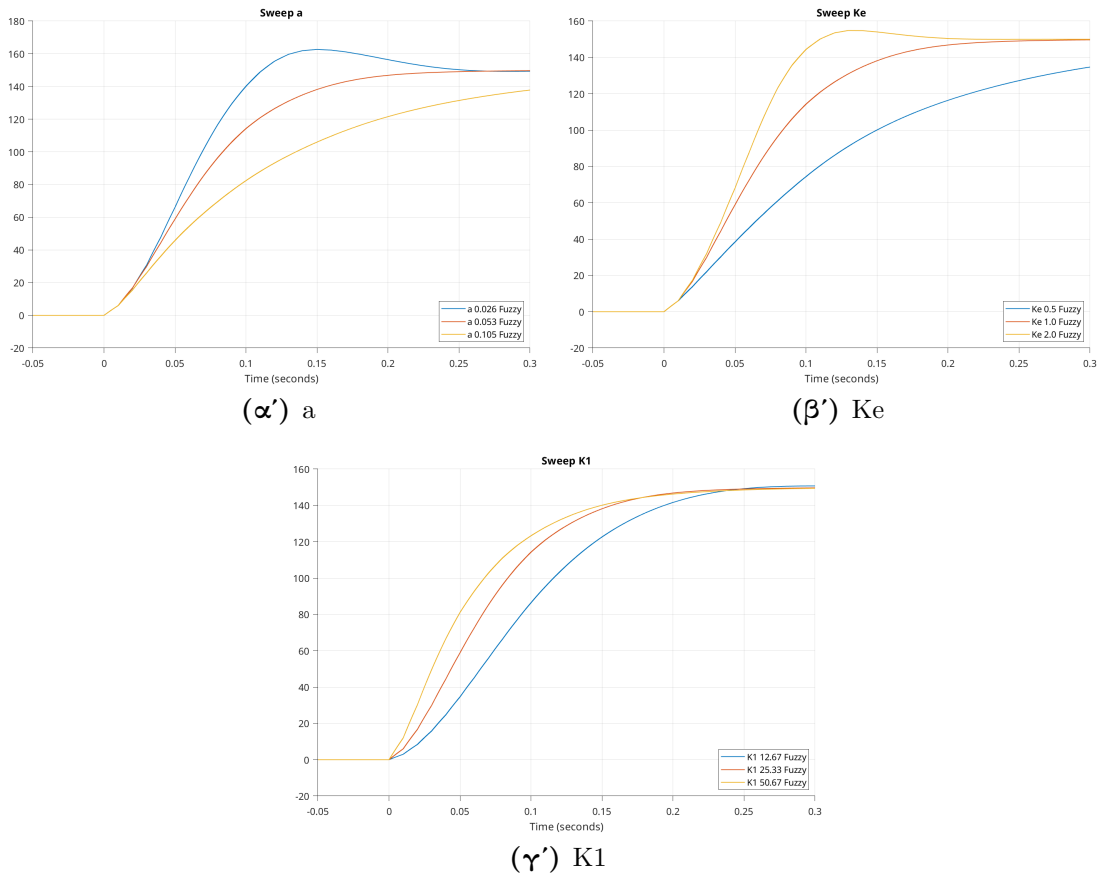 Sweep a
180
160
140
120
100
80
60
40
20
0
-20
-0.05 0 0.05 0.1 0.15 0.2 0.25 0.3
Time (seconds)
a 0.026 Fuzzy
a 0.053 Fuzzy
a 0.105 Fuzzy
(α′) a
Sweep Ke
160
140
120
100
80
60
40
20
0
-20
-0.05 0 0.05 0.1 0.15 0.2 0.25 0.3
Time (seconds)
Ke 0.5 Fuzzy
Ke 1.0 Fuzzy
Ke 2.0 Fuzzy
(β′) Ke
Sweep K1
160
140
120
100
80
60
40
20
0
-20
-0.05 0 0.05 0.1 0.15 0.2 0.25 0.3
Time (seconds)
K1 12.67 Fuzzy
K1 25.33 Fuzzy
K1 50.67 Fuzzy
(γ′) K1